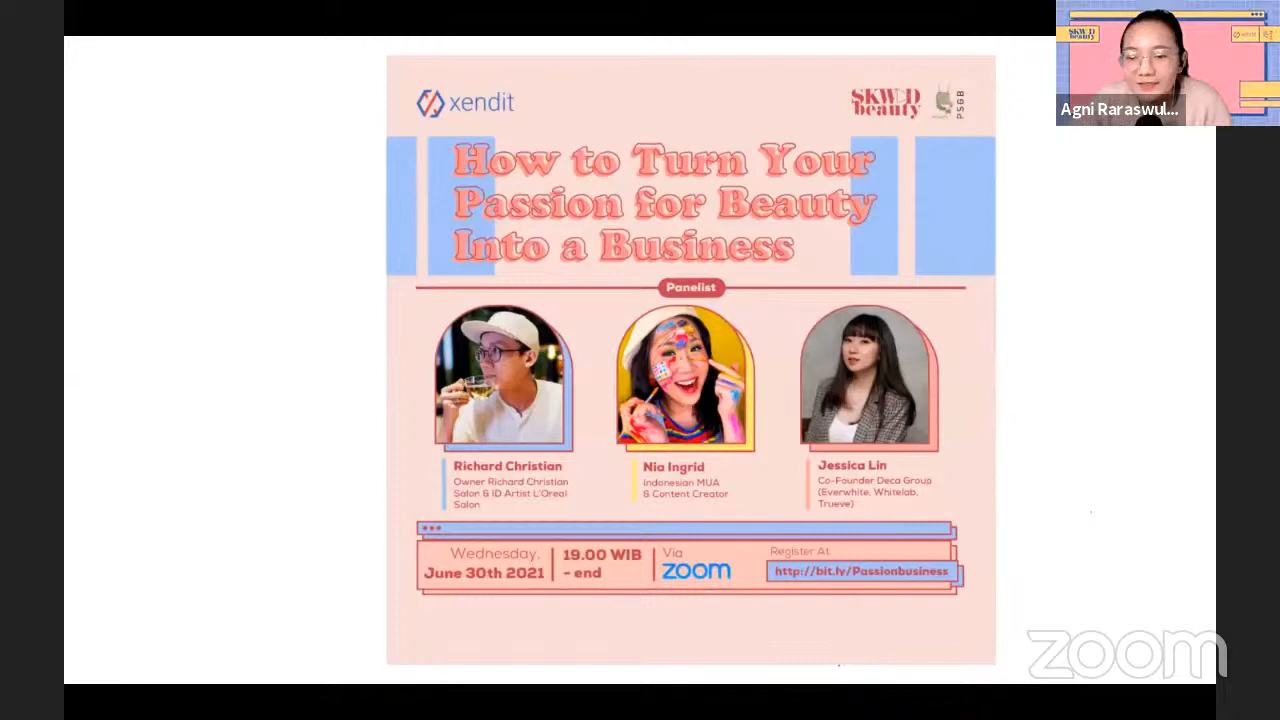 xendit
SKWAD
beauty
PSGB
How to Turn Your
Passion for Beauty
Into a Business
Panelist
Richard Christian
Owner Richard Christian
Salon & ID Artist L'Oreal
Salon
Nia Ingrid
Indonesian MUA
& Content Creator
Jessica Lin
Co-Founder Deca Group
(Everwhite, Whitelab,
Trueve)
Wednesday,
June 30th 2021
19.00 WIB
- end
Via
zoom
Register At
http://bit.ly/Passionbusiness
Agni Raraswul...
zoom